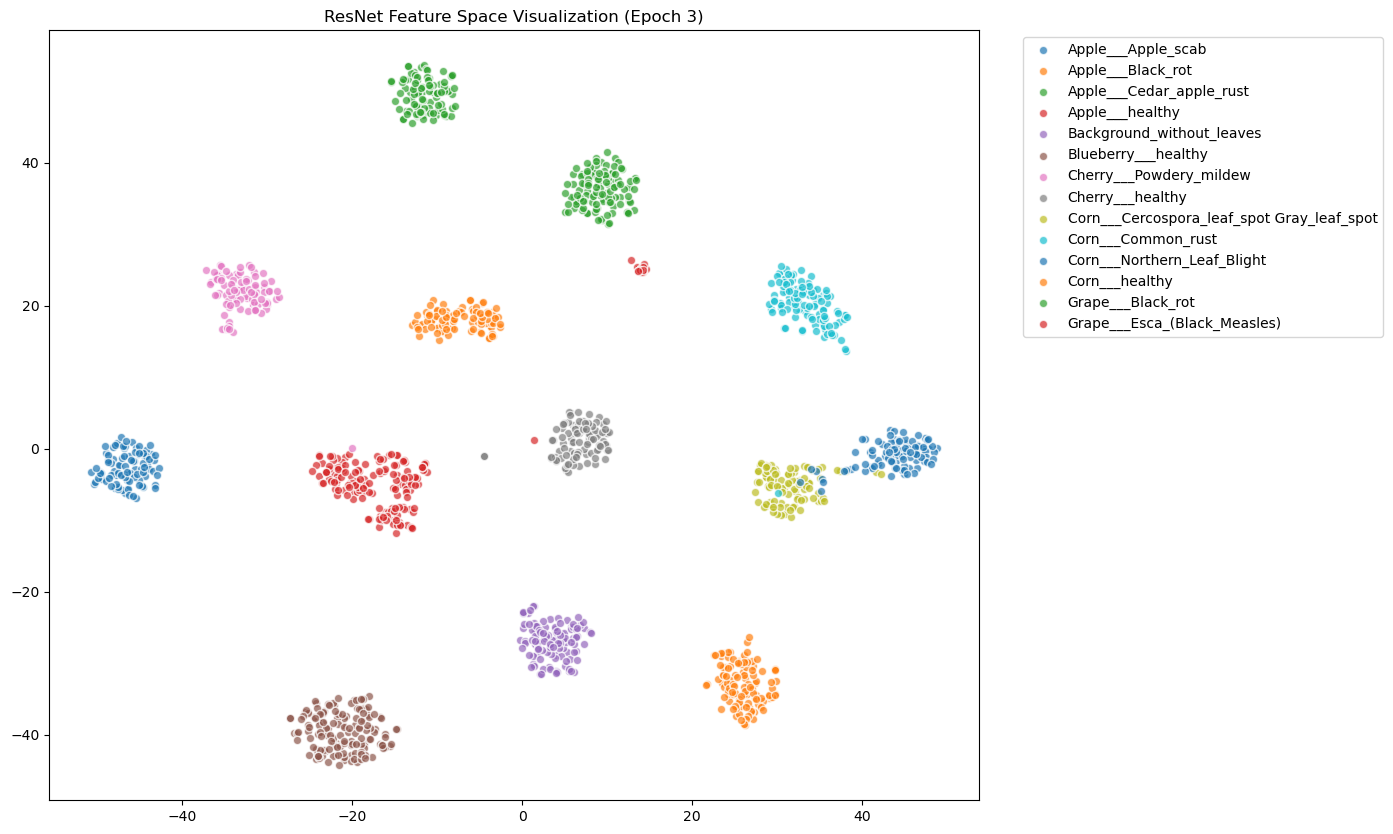 ResNet Feature Space Visualization (Epoch 3)
Apple___Apple_scab
Apple___Black_rot
Apple___Cedar_apple_rust
Apple___healthy
Background_without_leaves
Blueberry___healthy
Cherry___Powdery_mildew
Cherry___healthy
Corn___Cercospora_leaf_spot Gray_leaf_spot
Corn___Common_rust
Corn___Northern_Leaf_Blight
Corn___healthy
Grape___Black_rot
Grape___Esca_(Black_Measles)
40
20
0
−20
−40
−40
−20
0
20
40